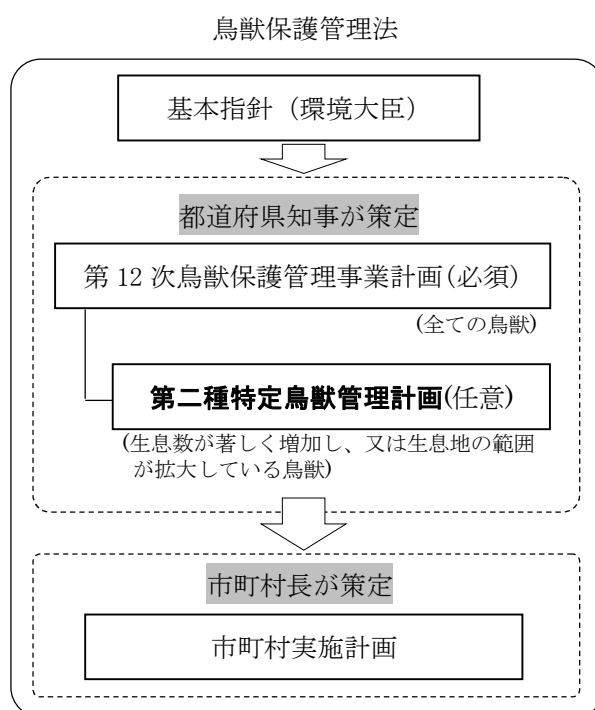 鳥獣保護管理法
基本指針（環境大臣）
都道府県知事が策定
第 12 次鳥獣保護管理事業計画(必須)
(全ての鳥獣)
第二種特定鳥獣管理計画(任意)
(生息数が著しく増加し、又は生息地の範囲
が拡大している鳥獣)
市町村長が策定
市町村実施計画